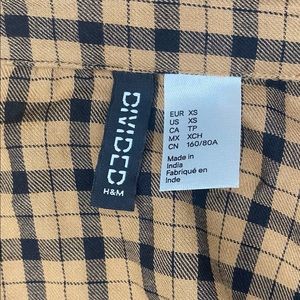 DIVIDED
H&M
EUR XS
US XS
CA TP
MX XCH
CN 160/80A
Made in
India
Fabriqué en
Inde